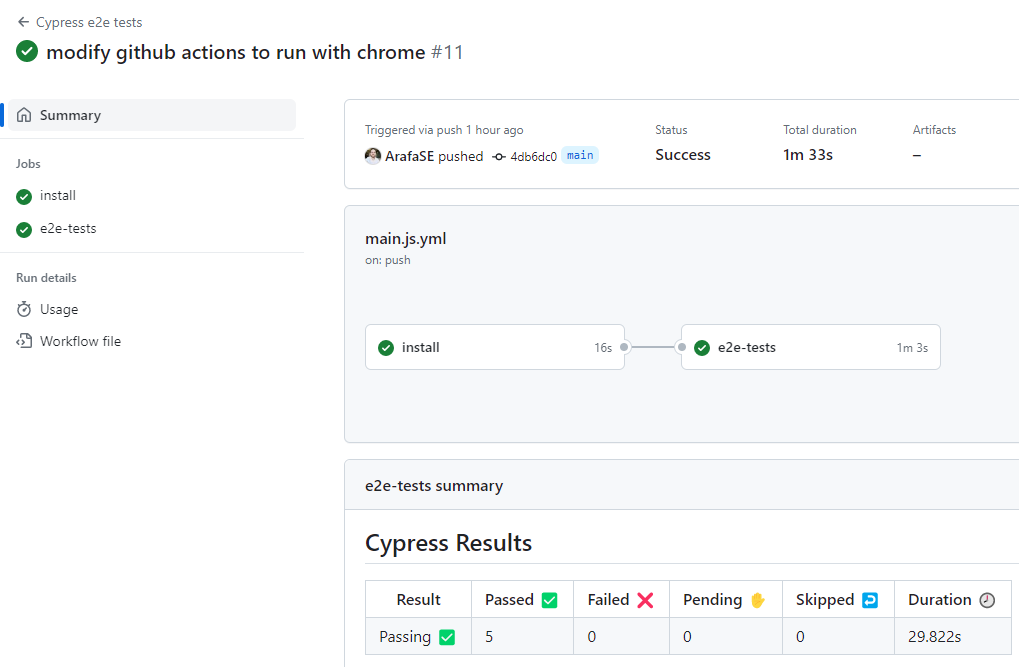 ← Cypress e2e tests
modify github actions to run with chrome #11
Summary
Jobs
install
e2e-tests
Run details
Usage
Workflow file
Triggered via push 1 hour ago
ArafaSE pushed 4db6dc0 main
Status
Success
Total duration
1m 33s
Artifacts
–
main.js.yml
on: push
install 16s
e2e-tests 1m 3s
e2e-tests summary
Cypress Results
Result Passed ✅ Failed ❌ Pending ✋ Skipped ↩️ Duration 🕗
Passing ✅ 5 0 0 0 29.822s